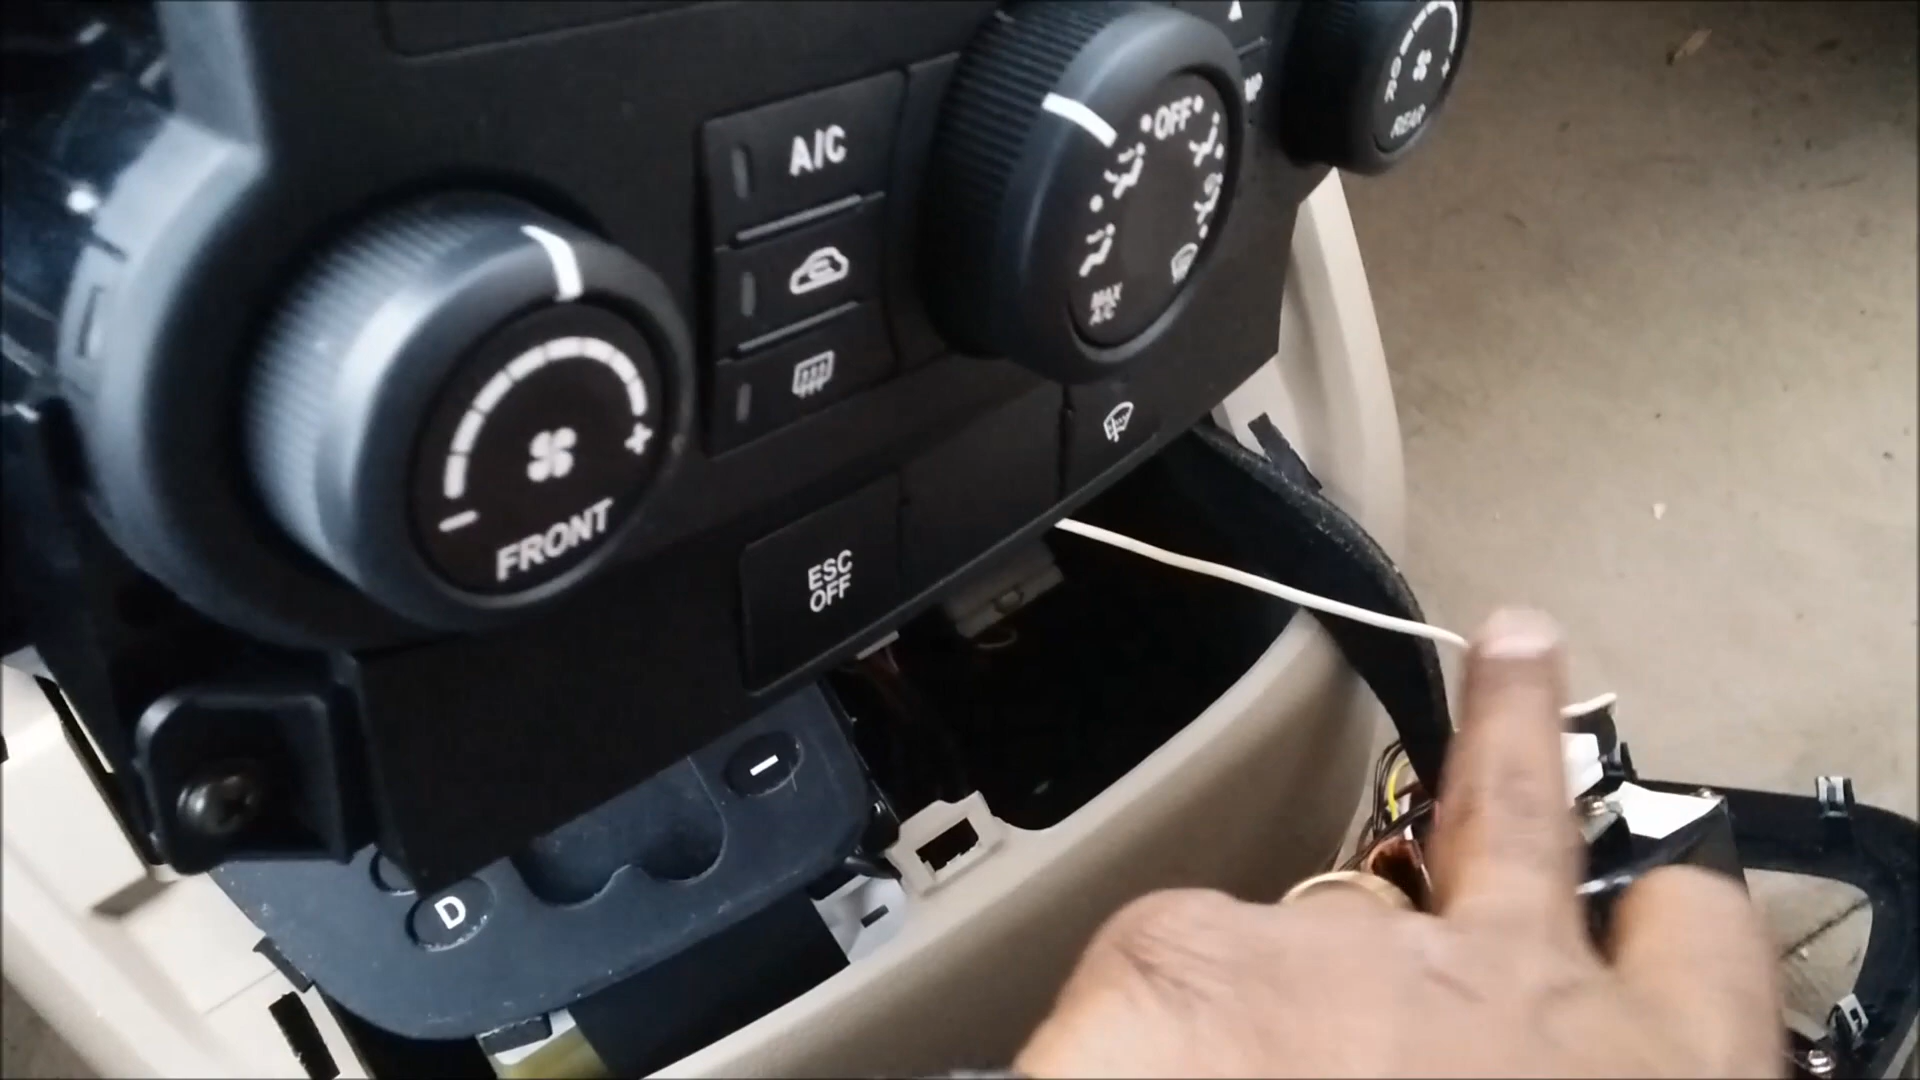 A/C
OFF
MAX
A/C
REAR
- +
FRONT
ESC
OFF
-
D